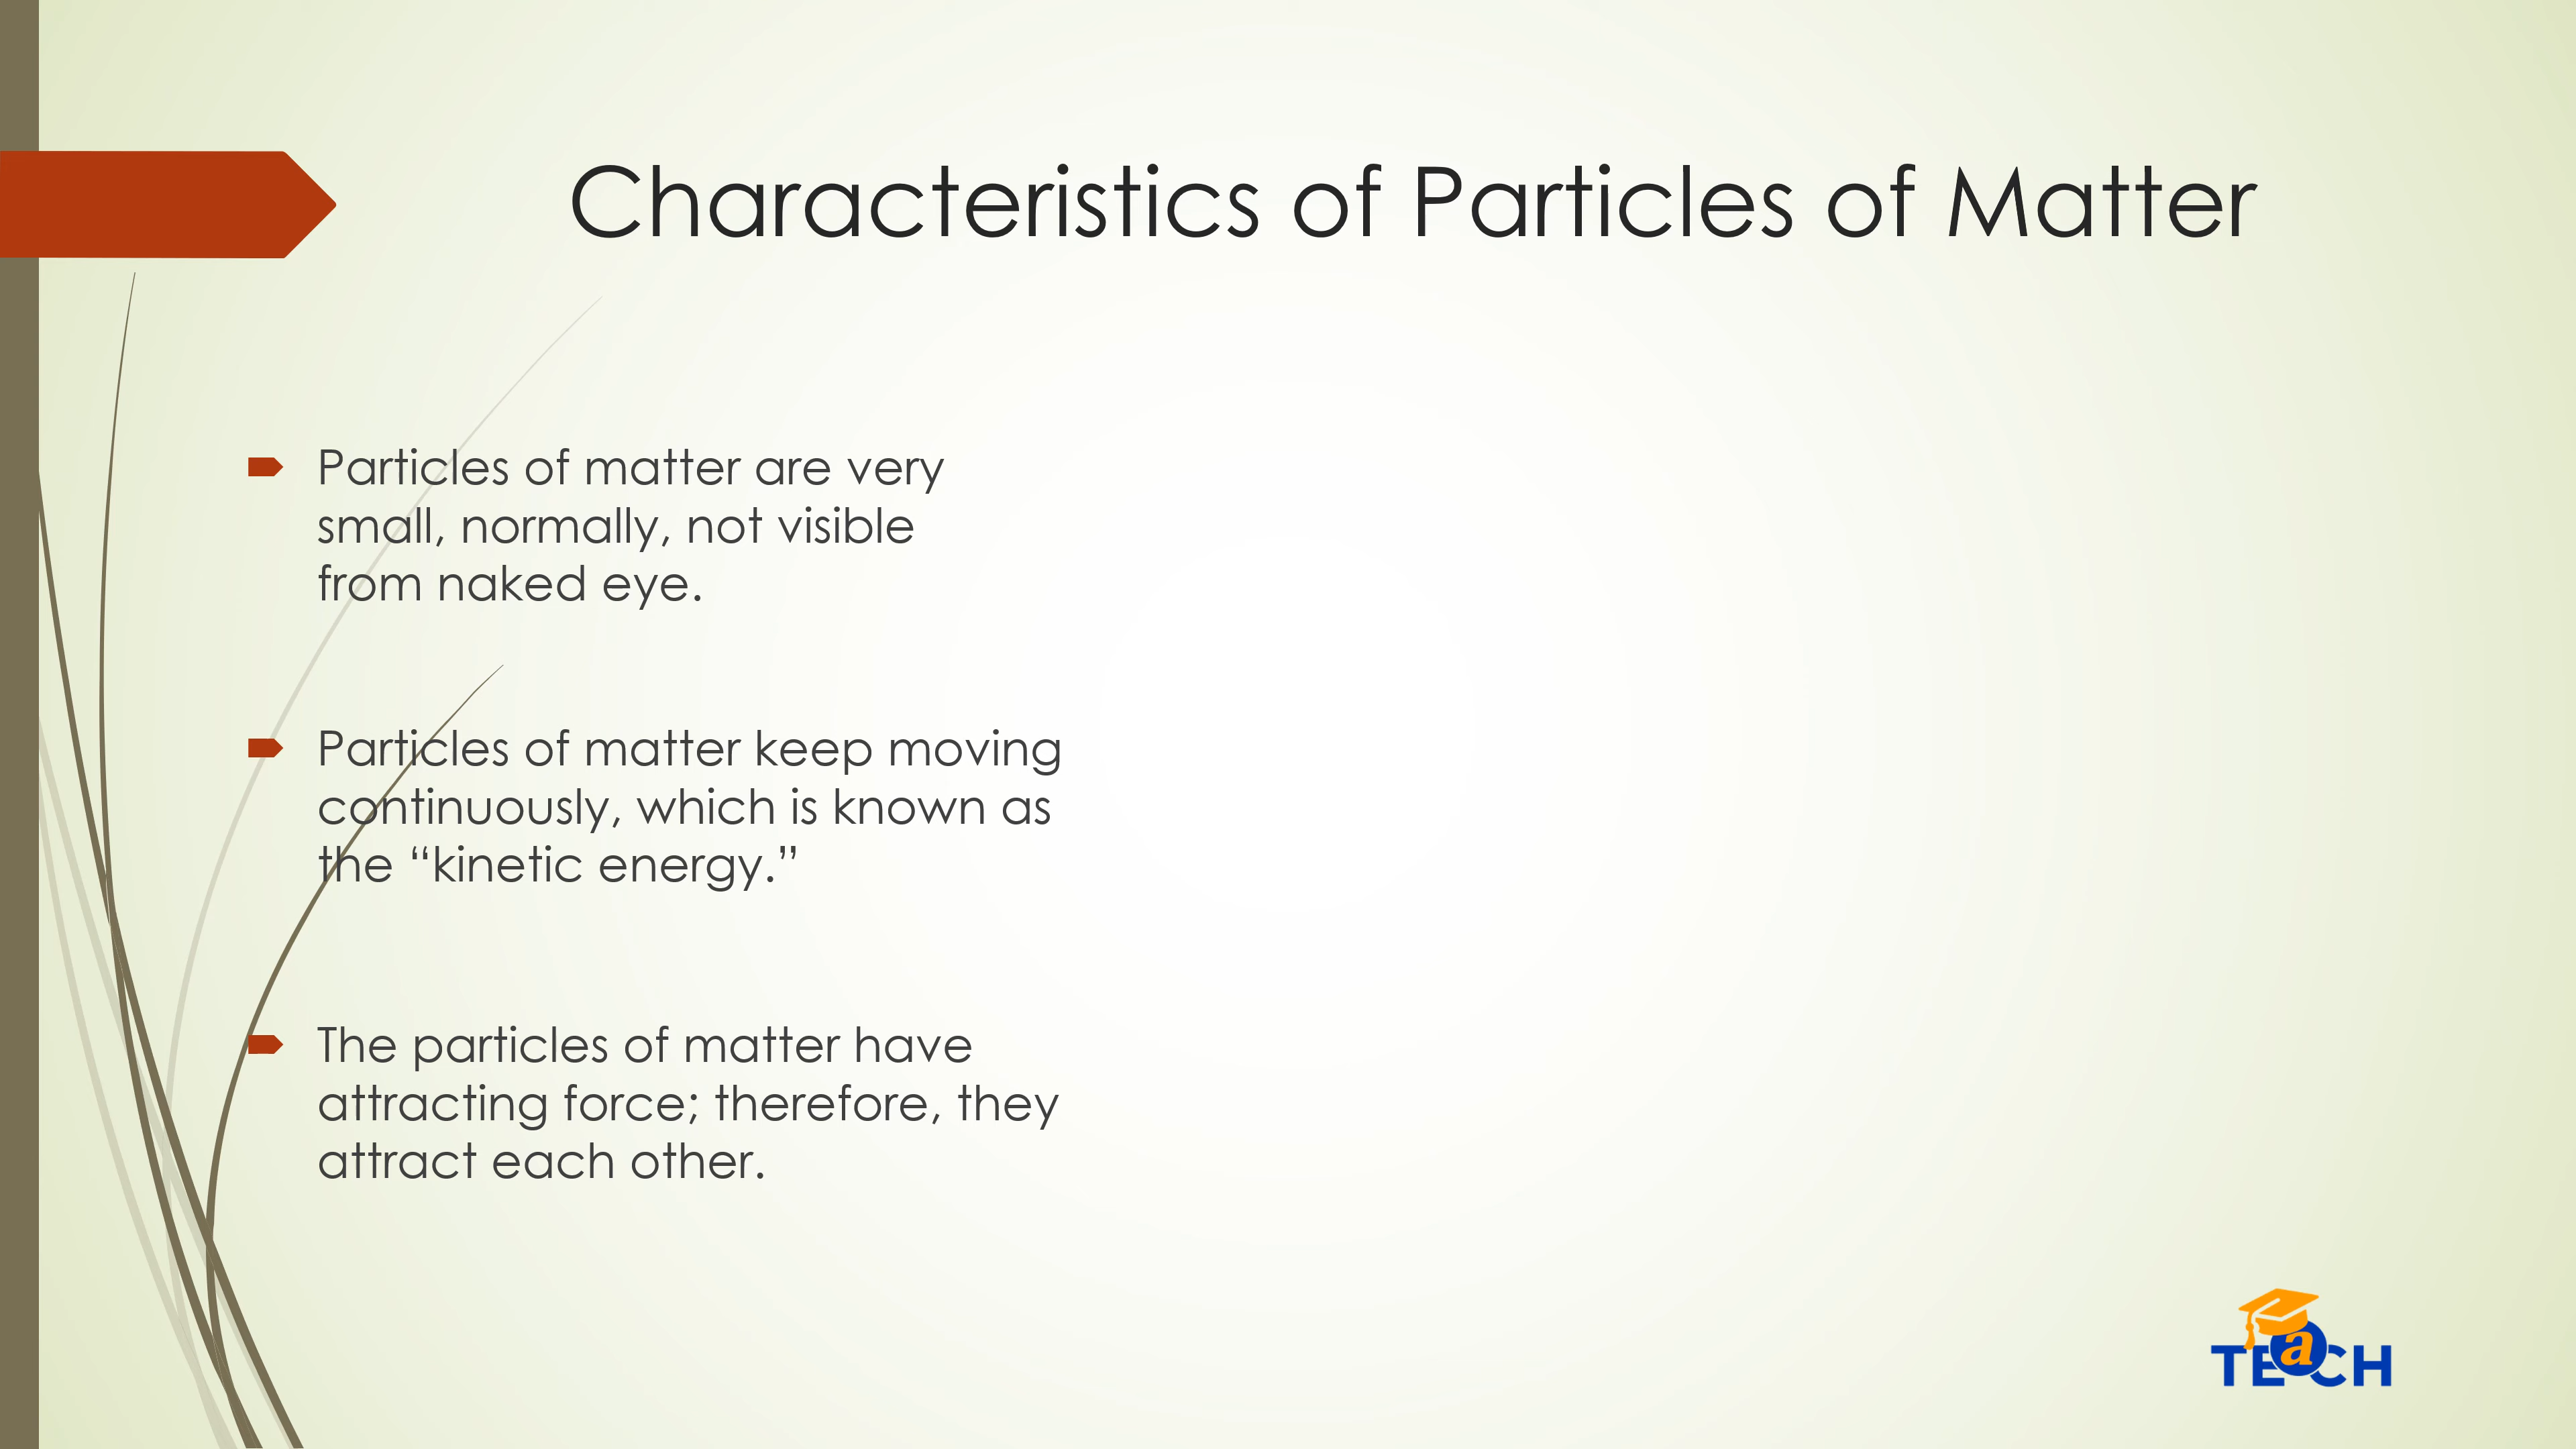 Characteristics of Particles of Matter
Particles of matter are very
small, normally, not visible
from naked eye.
Particles of matter keep moving
continuously, which is known as
the “kinetic energy.”
The particles of matter have
attracting force; therefore, they
attract each other.
TEaCH